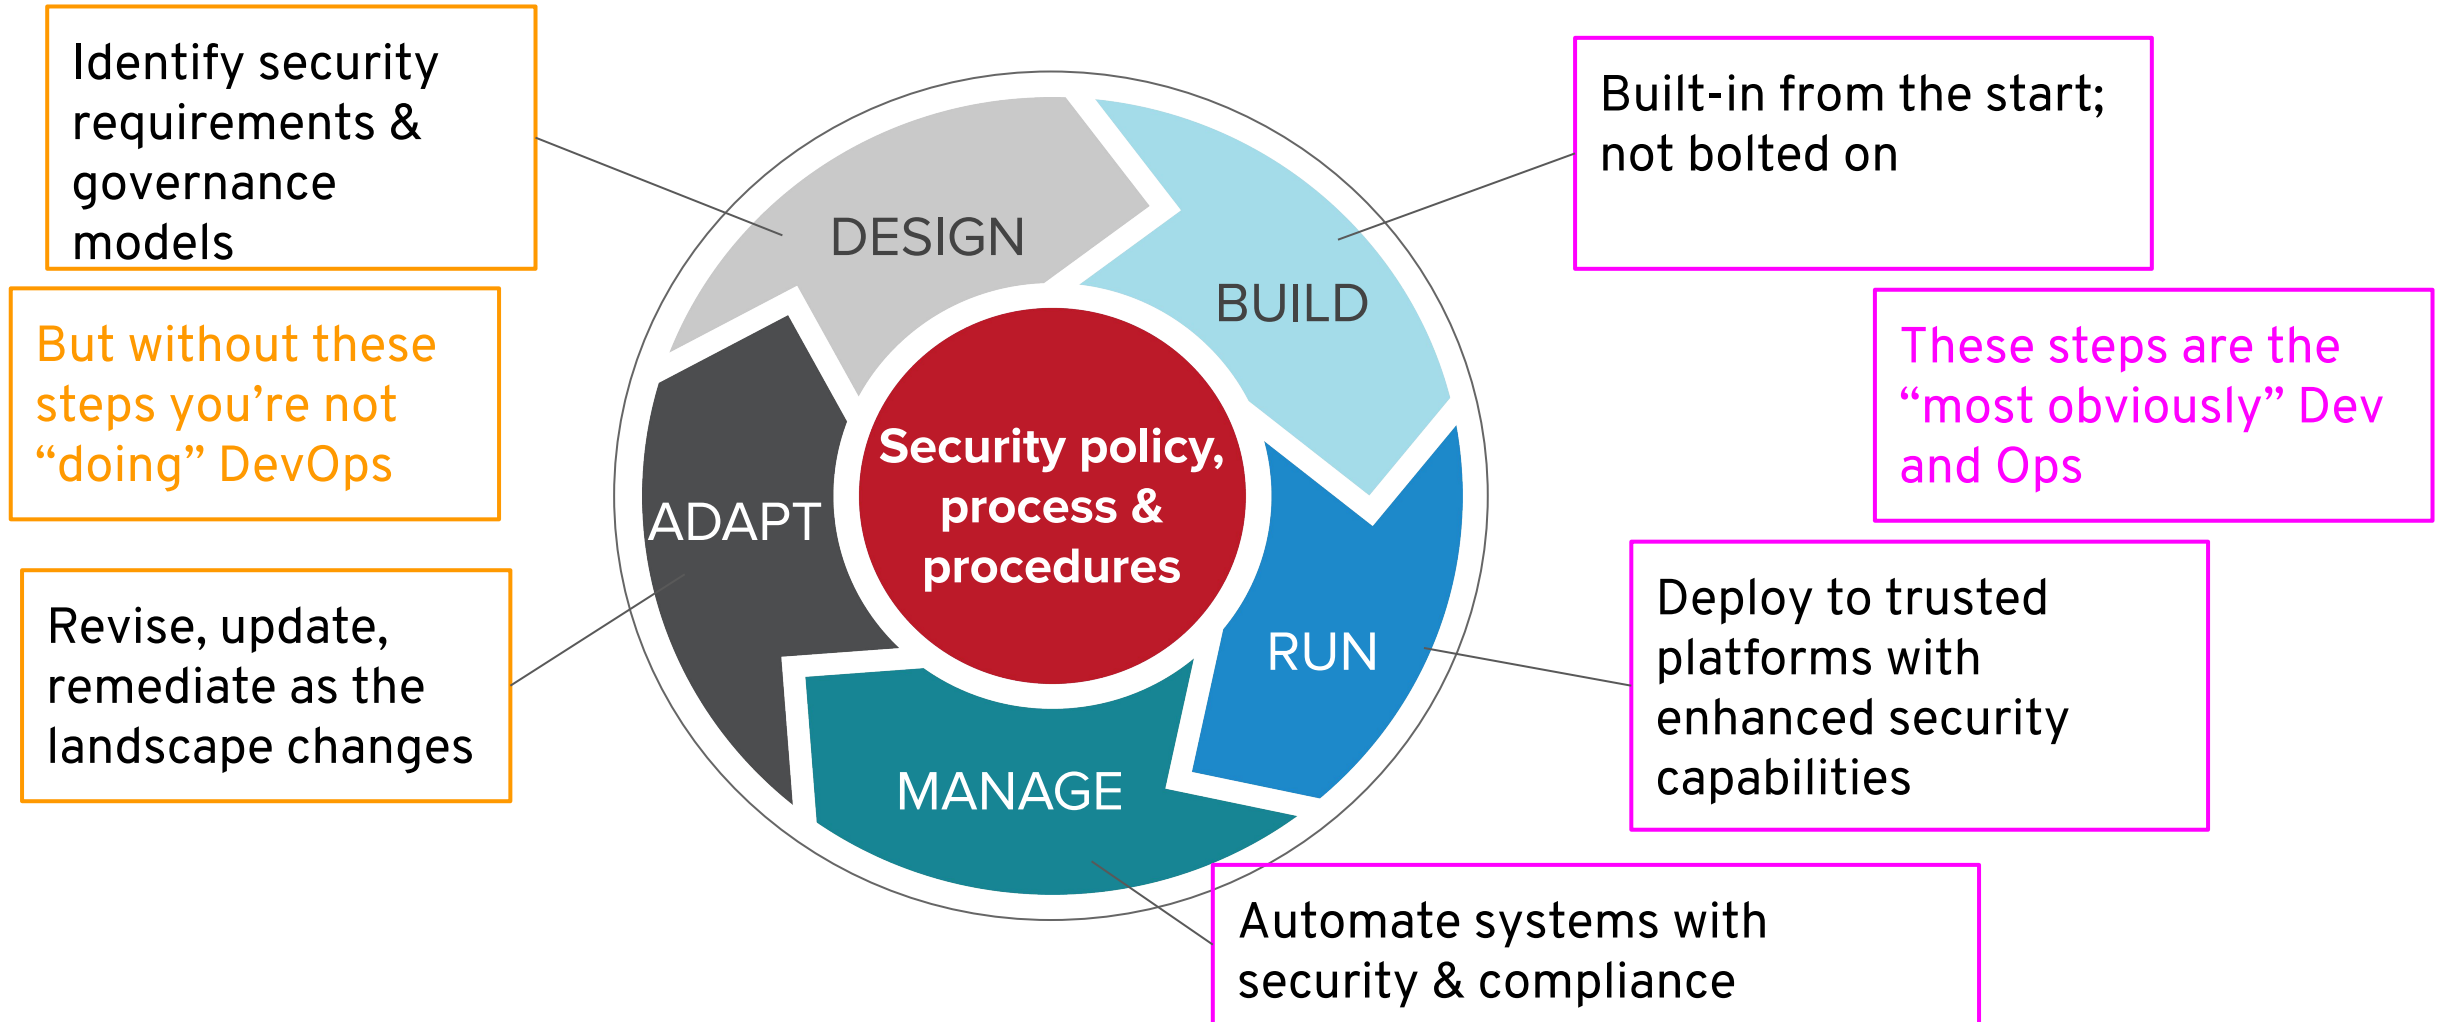 Identify security
requirements &
governance
models
But without these
steps you’re not
“doing” DevOps
Revise, update,
remediate as the
landscape changes
DESIGN
BUILD
ADAPT
Security policy,
process &
procedures
RUN
MANAGE
Built-in from the start;
not bolted on
These steps are the
“most obviously” Dev
and Ops
Deploy to trusted
platforms with
enhanced security
capabilities
Automate systems with
security & compliance